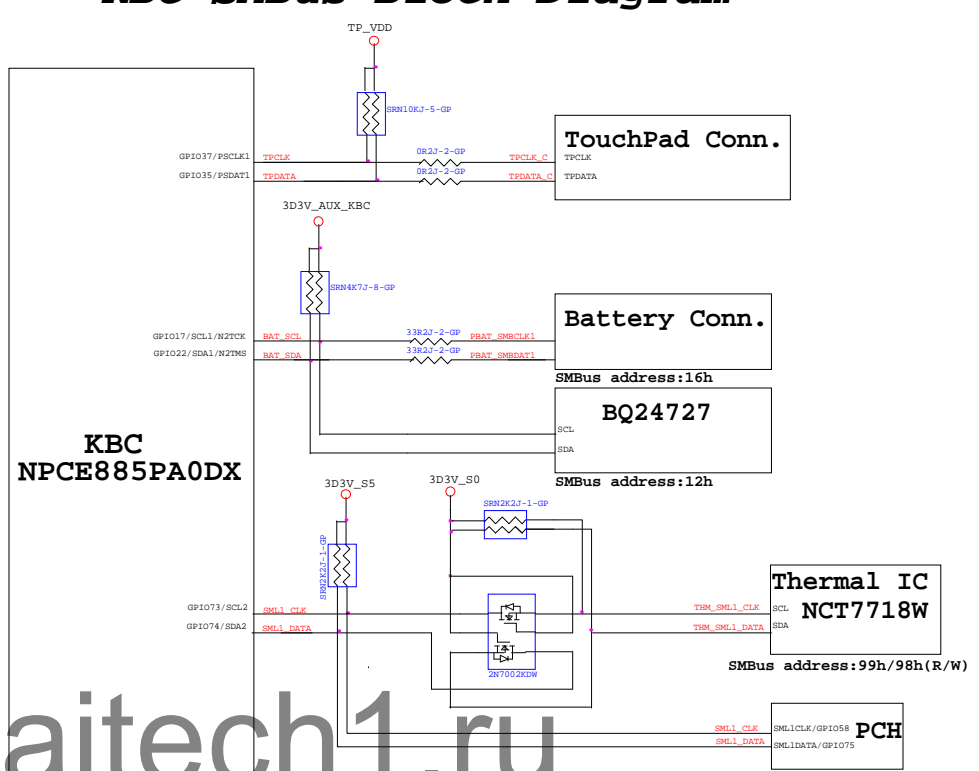 KBC SMBus Block Diagram
TP_VDD
SRN10KJ-5-GP
TouchPad Conn.
GPIO37/PSCLK1 TPCLK 0R2J-2-GP TPCLK_C TPCLK
GPIO35/PSDAT1 TPDATA 0R2J-2-GP TPDATA_C TPDATA
3D3V_AUX_KBC
SRN4K7J-8-GP
Battery Conn.
GPIO17/SCL1/N2TCK BAT_SCL 33R2J-2-GP PBAT_SMBCLK1
GPIO22/SDA1/N2TMS BAT_SDA 33R2J-2-GP PBAT_SMBDAT1
SMBus address:16h
BQ24727
SCL
SDA
SMBus address:12h
KBC
NPCE885PA0DX
3D3V_S5
3D3V_S0
SRN2K2J-1-GP
SRN2K2J-1-GP
Thermal IC
NCT7718W
GPIO73/SCL2 SML1_CLK THM_SML1_CLK SCL
GPIO74/SDA2 SML1_DATA THM_SML1_DATA SDA
2N7002KDW
SMBus address:99h/98h(R/W)
SML1_CLK SML1CLK/GPIO58 PCH
SML1_DATA SML1DATA/GPIO75
aitech1.ru